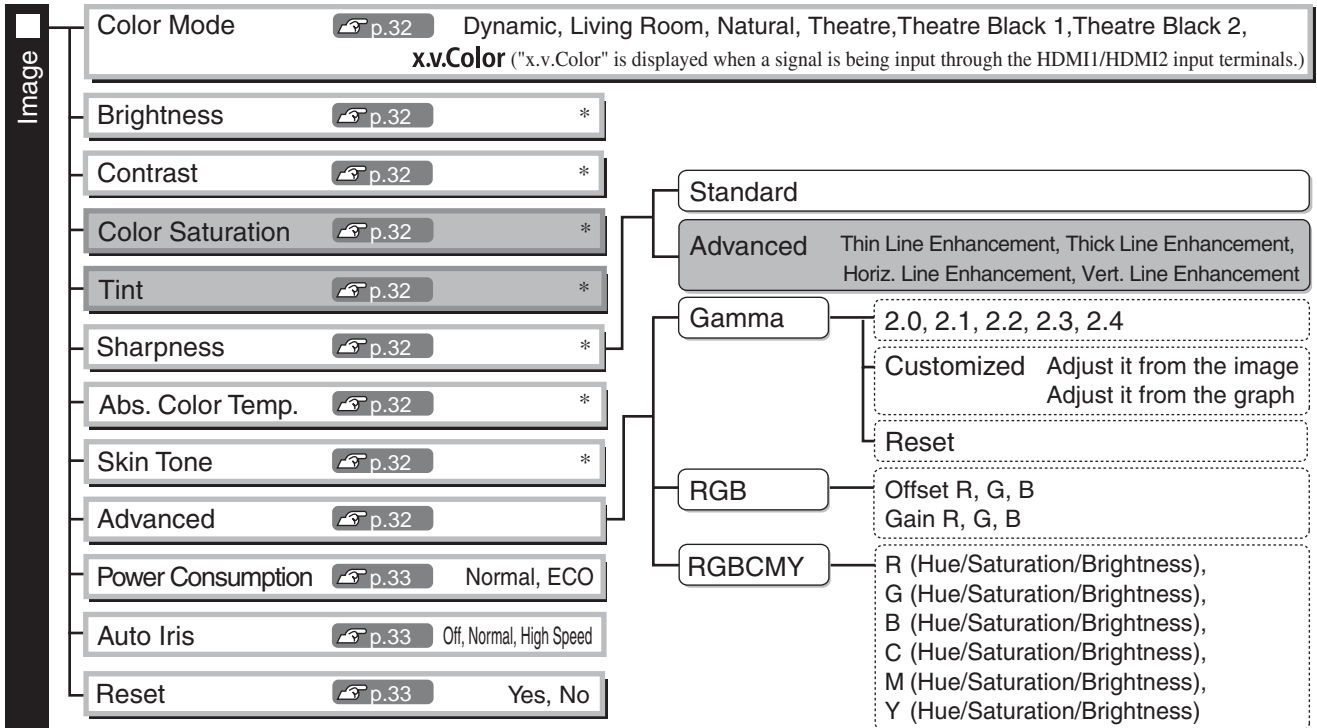 Image
Color Mode p.32 Dynamic, Living Room, Natural, Theatre,Theatre Black 1,Theatre Black 2,
x.v.Color ("x.v.Color" is displayed when a signal is being input through the HDMI1/HDMI2 input terminals.)
Brightness p.32 *
Contrast p.32 *
Color Saturation p.32 *
Tint p.32 *
Sharpness p.32 *
Standard
Advanced Thin Line Enhancement, Thick Line Enhancement,
Horiz. Line Enhancement, Vert. Line Enhancement
Abs. Color Temp. p.32 *
Skin Tone p.32 *
Advanced p.32
Gamma
2.0, 2.1, 2.2, 2.3, 2.4
Customized Adjust it from the image
Adjust it from the graph
Reset
RGB
Offset R, G, B
Gain R, G, B
RGBCMY
R (Hue/Saturation/Brightness),
G (Hue/Saturation/Brightness),
B (Hue/Saturation/Brightness),
C (Hue/Saturation/Brightness),
M (Hue/Saturation/Brightness),
Y (Hue/Saturation/Brightness)
Power Consumption p.33 Normal, ECO
Auto Iris p.33 Off, Normal, High Speed
Reset p.33 Yes, No